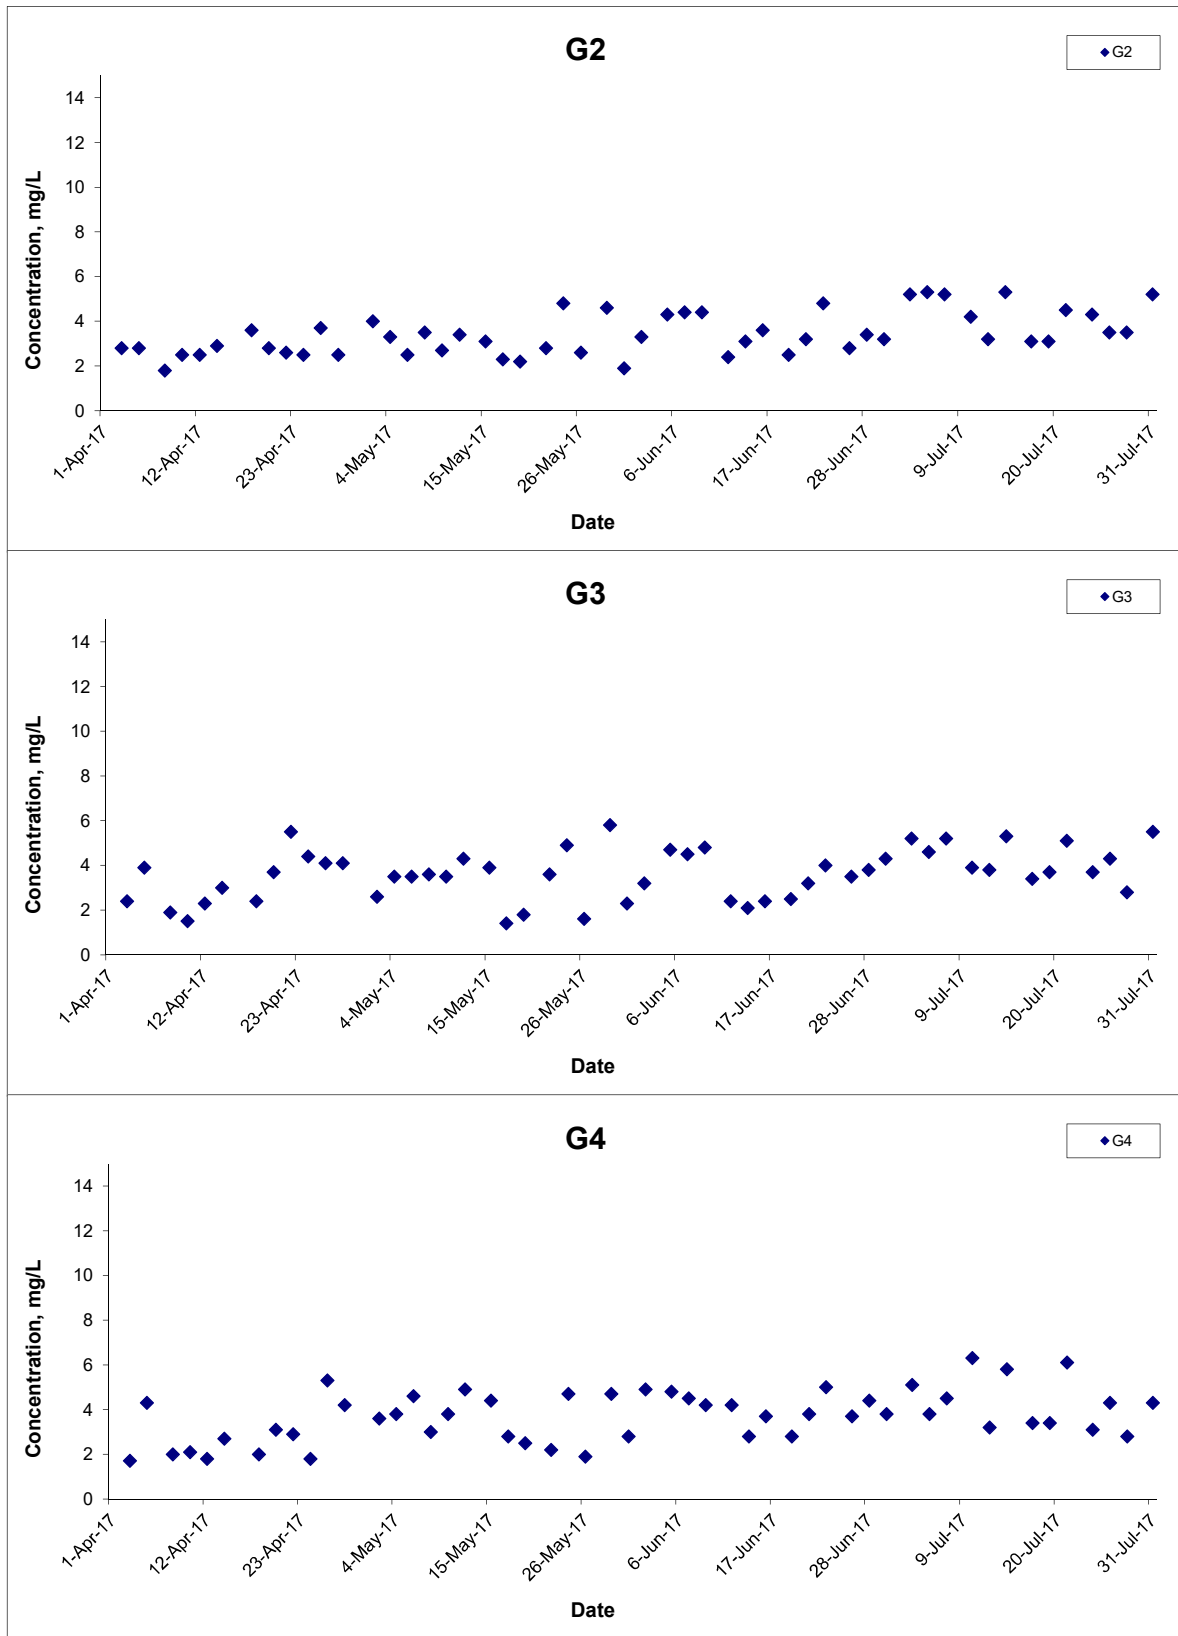 G2
G2
14
12
10
8
6
4
2
0
Concentration, mg/L
1-Apr-17
12-Apr-17
23-Apr-17
4-May-17
15-May-17
26-May-17
6-Jun-17
17-Jun-17
28-Jun-17
9-Jul-17
20-Jul-17
31-Jul-17
Date
G3
G3
14
12
10
8
6
4
2
0
Concentration, mg/L
1-Apr-17
12-Apr-17
23-Apr-17
4-May-17
15-May-17
26-May-17
6-Jun-17
17-Jun-17
28-Jun-17
9-Jul-17
20-Jul-17
31-Jul-17
Date
G4
G4
14
12
10
8
6
4
2
0
Concentration, mg/L
1-Apr-17
12-Apr-17
23-Apr-17
4-May-17
15-May-17
26-May-17
6-Jun-17
17-Jun-17
28-Jun-17
9-Jul-17
20-Jul-17
31-Jul-17
Date